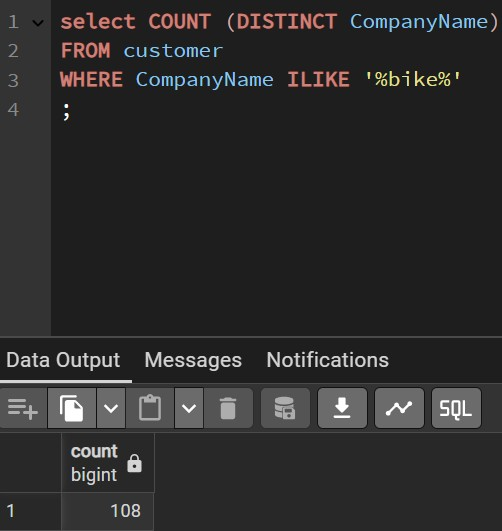 1 select COUNT (DISTINCT CompanyName)
2 FROM customer
3 WHERE CompanyName ILIKE '%bike%'
4 ;
Data Output Messages Notifications
SQL
count
bigint
1 108